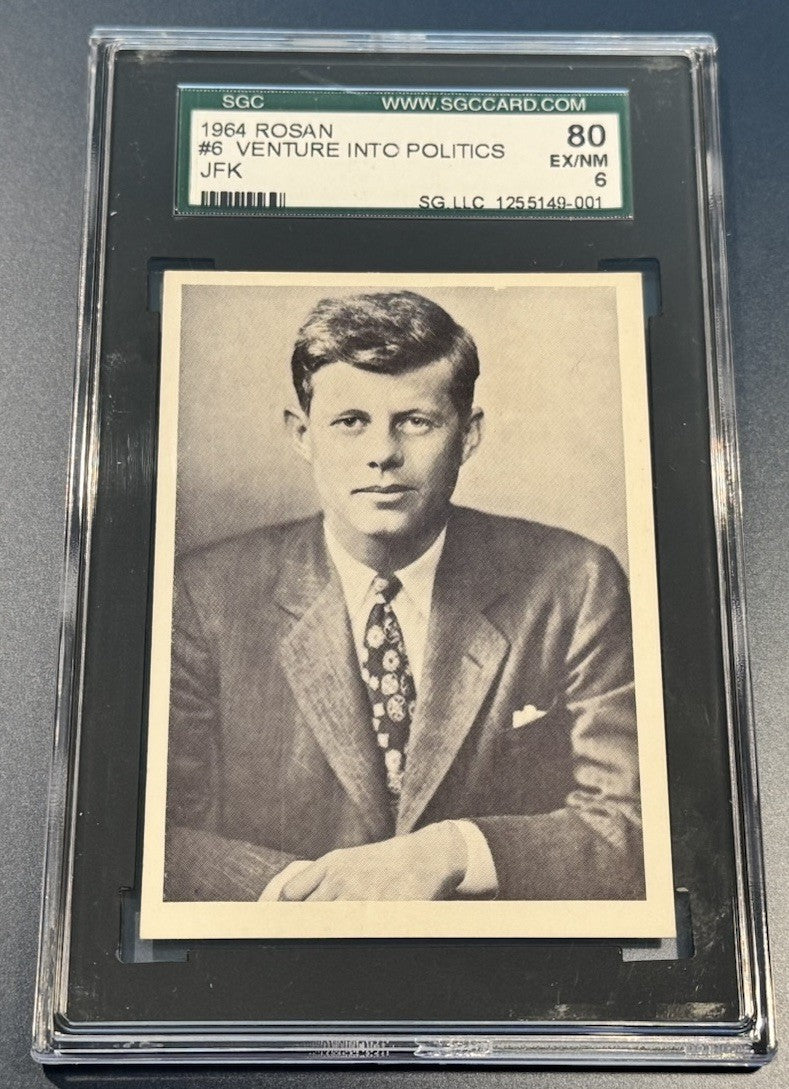 SGC WWW.SGCCARD.COM
1964 ROSAN 80
#6 VENTURE INTO POLITICS EX/NM
JFK 6
SG,LLC 1255149-001